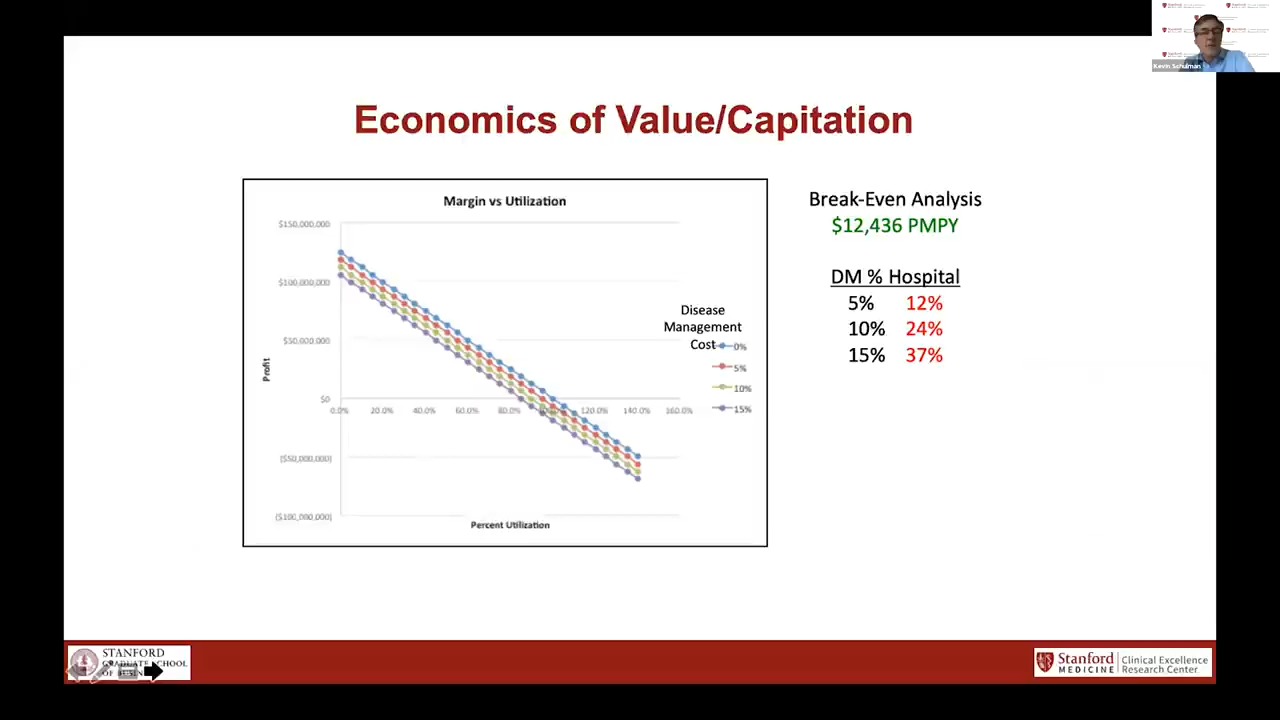 Kevin Schulman
Economics of Value/Capitation
Margin vs Utilization
$150,000,000
$100,000,000
$50,000,000
$0
($50,000,000)
($100,000,000)
Profit
0.0%
20.0%
40.0%
60.0%
80.0%
120.0%
140.0%
160.0%
Percent Utilization
Disease
Management
Cost
0%
5%
10%
15%
Break-Even Analysis
$12,436 PMPY
DM % Hospital
5% 12%
10% 24%
15% 37%
STANFORD
GRADUATE SCHOOL
OF
Stanford
MEDICINE
Clinical Excellence
Research Center